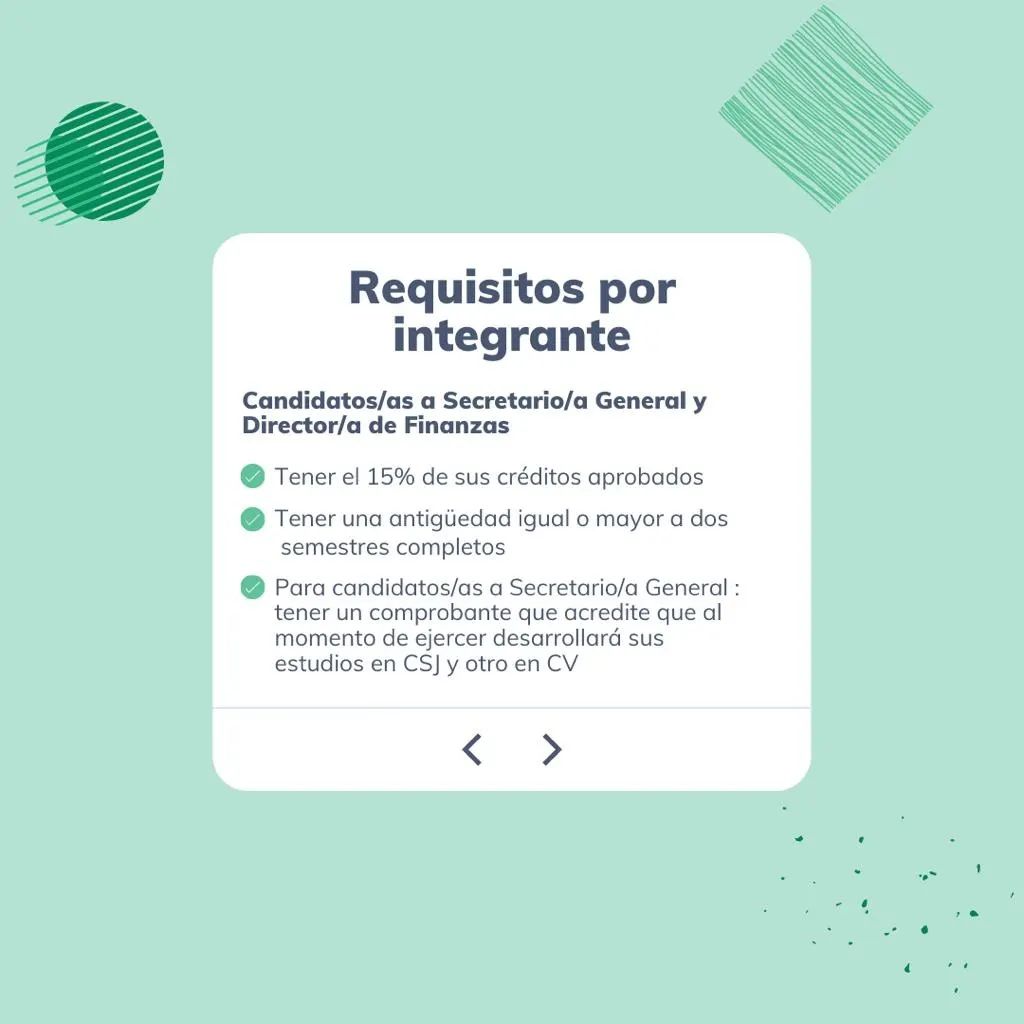 Requisitos por
integrante
Candidatos/as a Secretario/a General y
Director/a de Finanzas
Tener el 15% de sus créditos aprobados
Tener una antigüedad igual o mayor a dos
semestres completos
Para candidatos/as a Secretario/a General :
tener un comprobante que acredite que al
momento de ejercer desarrollará sus
estudios en CSJ y otro en CV